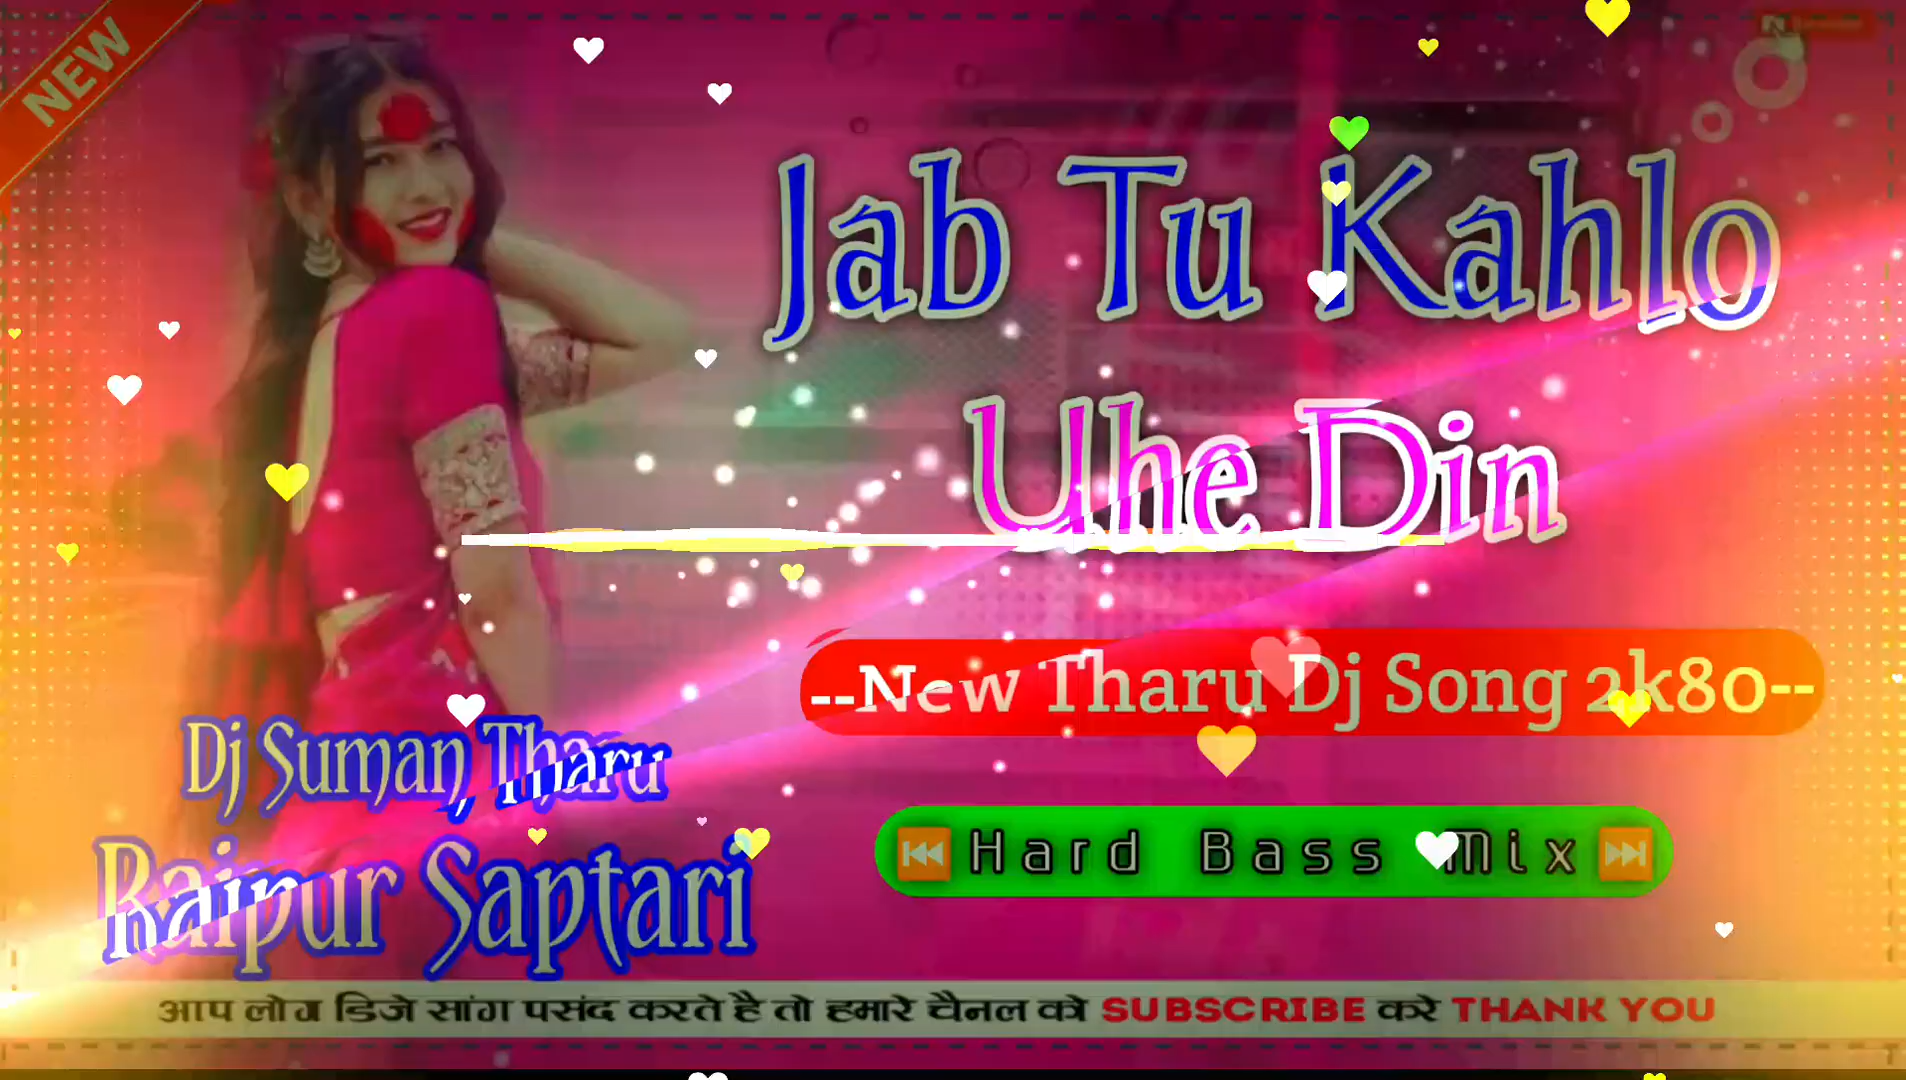 NEW
Jab Tu Kahlo
Uhe Din
--New Tharu Dj Song 2k80--
Dj Suman Tharu
Rajpur Saptari
Hard Bass Mix
आप लोग डिजे सांग पसंद करते है तो हमारे चैनल को SUBSCRIBE करे THANK YOU